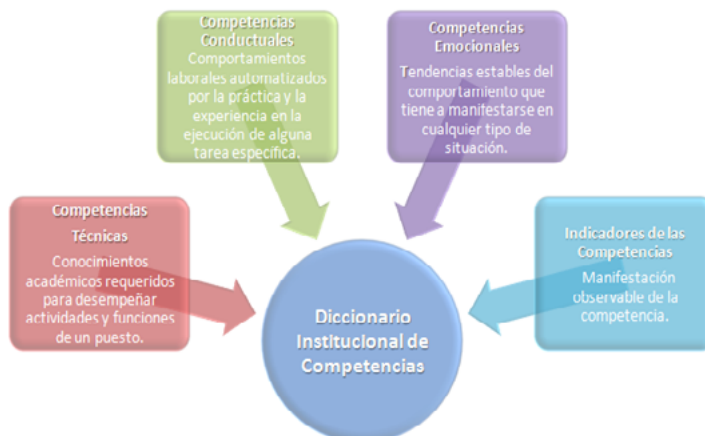 Competencias
Conductuales
Comportamientos
laborales automatizados
por la práctica y la
experiencia en la
ejecución de alguna
tarea específica.
Competencias
Emocionales
Tendencias estables del
comportamiento que
tiene a manifestarse en
cualquier tipo de
situación.
Competencias
Técnicas
Conocimientos
académicos requeridos
para desempeñar
actividades y funciones
de un puesto.
Indicadores de las
Competencias
Manifestación
observable de la
competencia.
Diccionario
Institucional de
Competencias